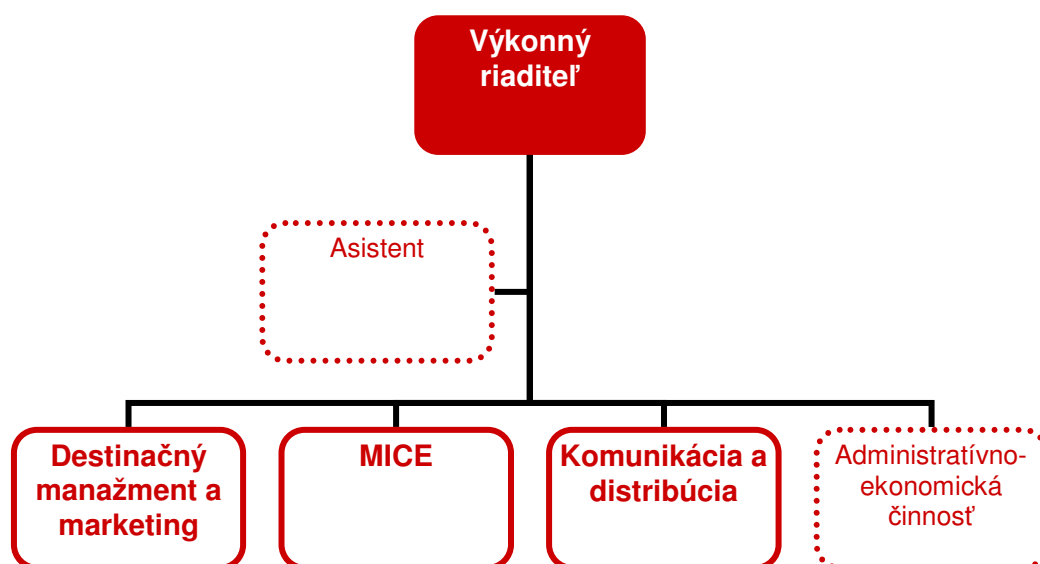 Výkonný
riaditeľ
Asistent
Destinačný
manažment a
marketing
MICE
Komunikácia a
distribúcia
Administratívno-
ekonomická
činnosť